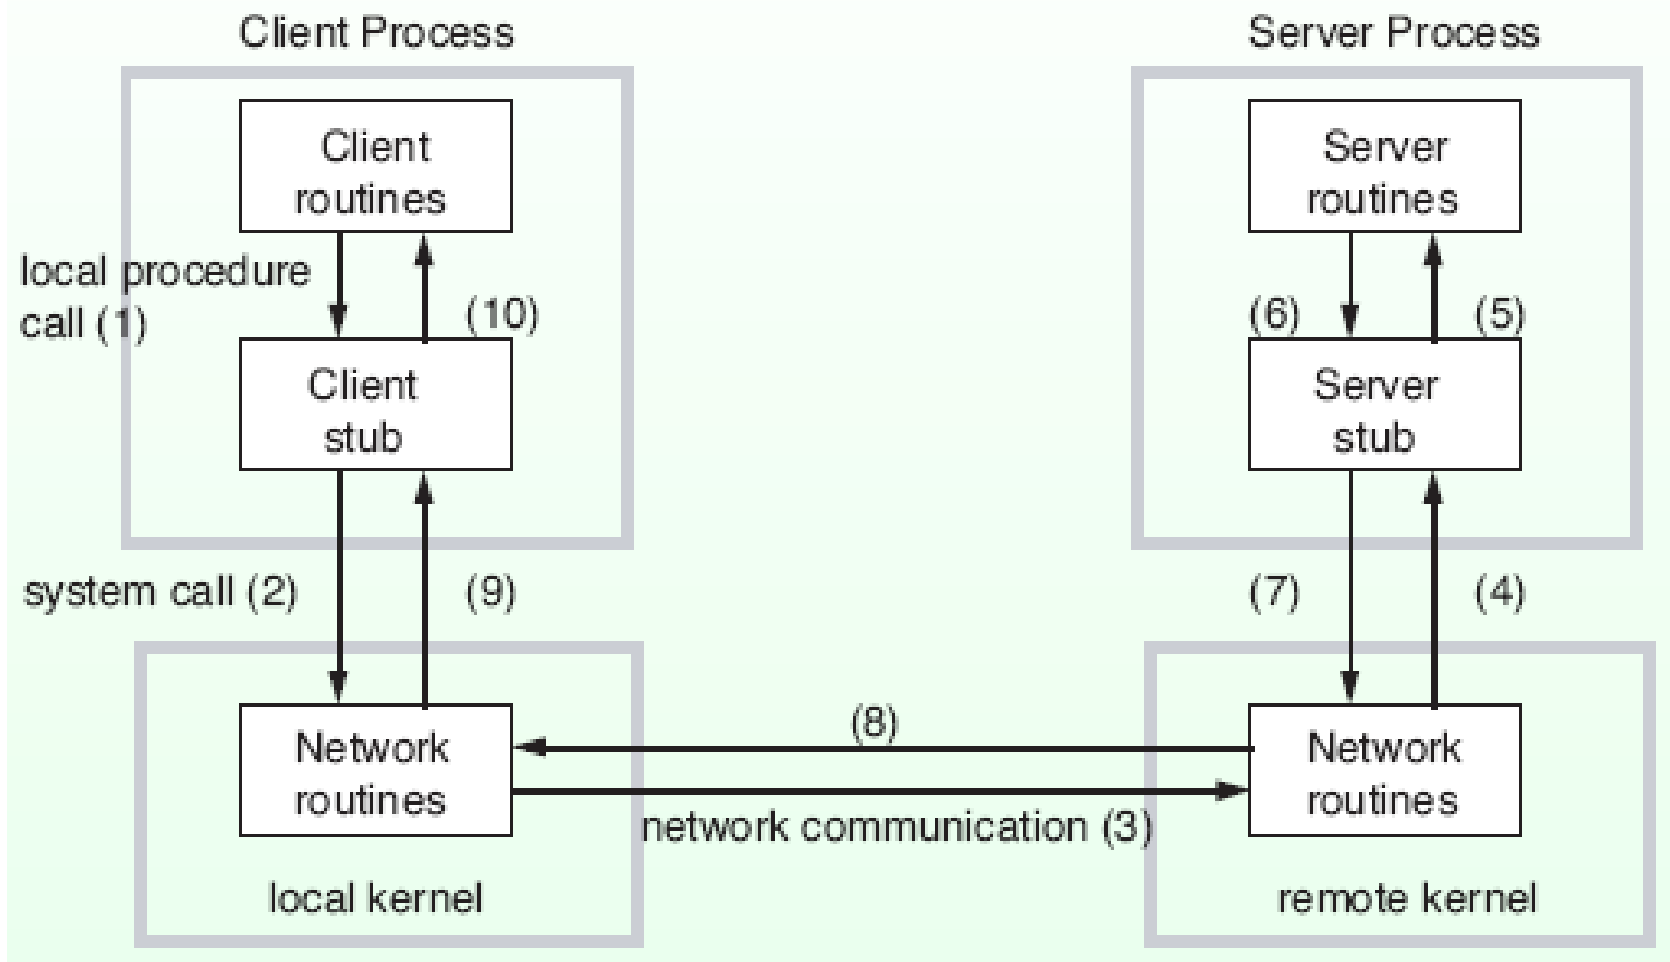 Client Process
Server Process
Client
routines
Server
routines
local procedure
call (1)
(10)
(6)
(5)
Client
stub
Server
stub
system call (2)
(9)
(7)
(4)
Network
routines
(8)
network communication (3)
Network
routines
local kernel
remote kernel